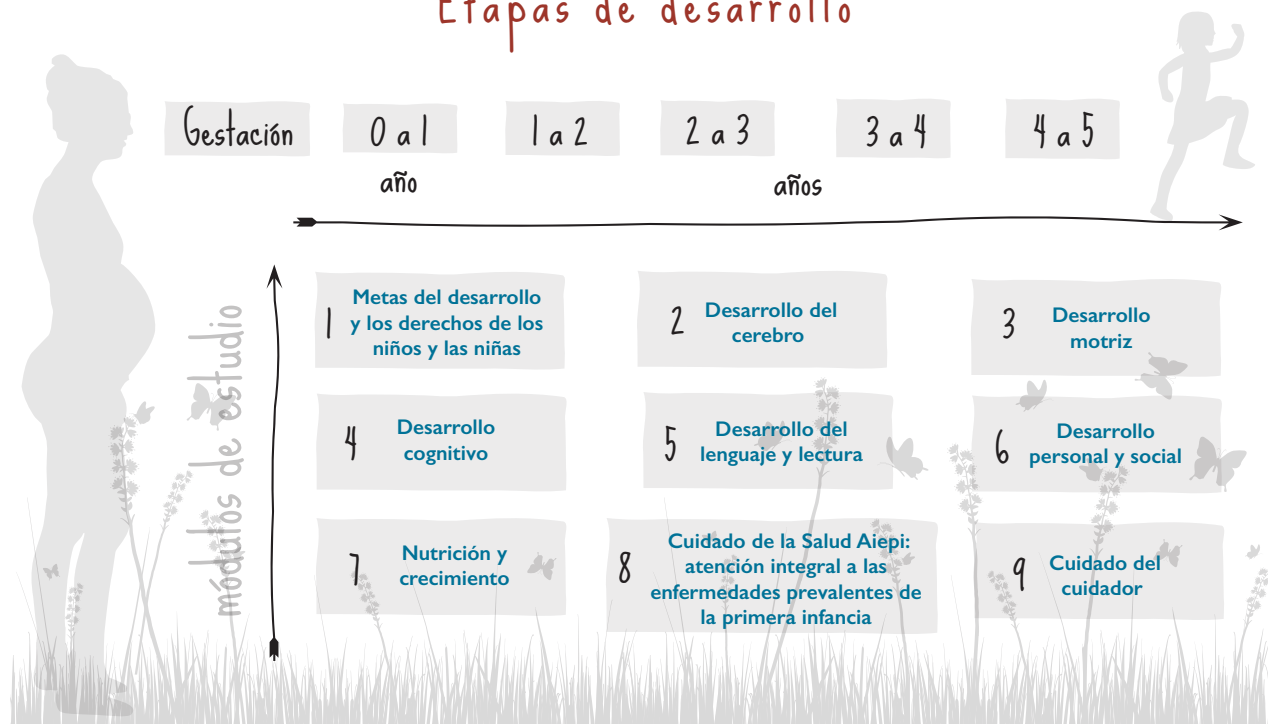 Etapas de desarrollo
Gestación
0 a 1
1 a 2
2 a 3
3 a 4
4 a 5
año
años
módulos de estudio
1
Metas del desarrollo
y los derechos de los
niños y las niñas
2
Desarrollo del
cerebro
3
Desarrollo
motriz
4
Desarrollo
cognitivo
5
Desarrollo del
lenguaje y lectura
6
Desarrollo
personal y social
7
Nutrición y
crecimiento
8
Cuidado de la Salud Aiepi:
atención integral a las
enfermedades prevalentes de
la primera infancia
9
Cuidado del
cuidador